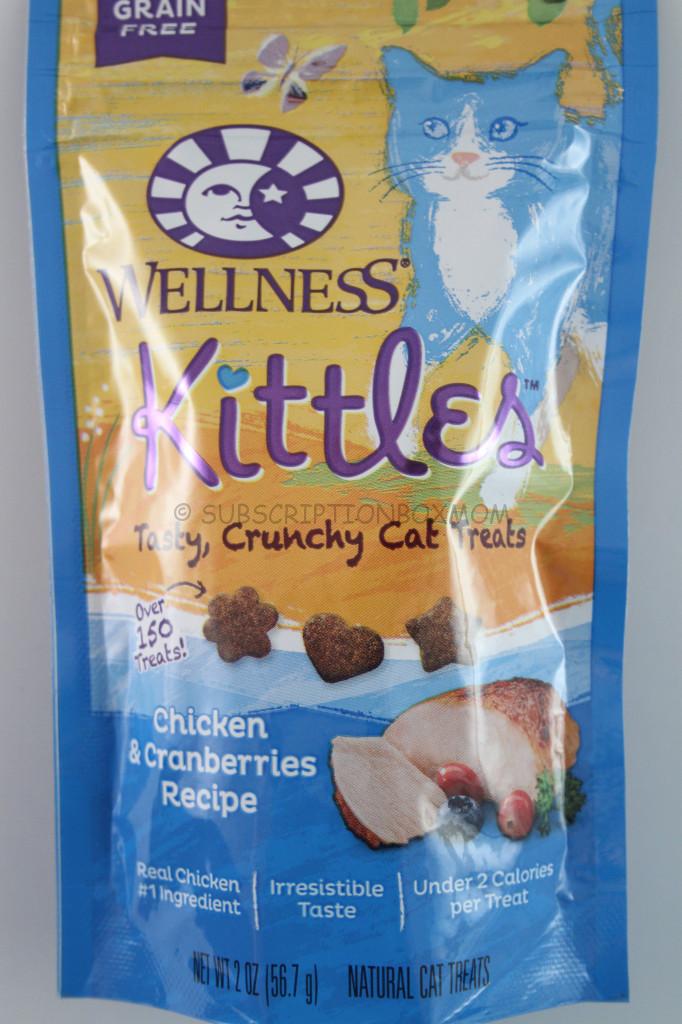 GRAIN
FREE
WELLNESS®
Kittles™
© SUBSCRIPTIONBOXMOM
Tasty, Crunchy Cat Treats
Over
150
Treats!
Chicken
& Cranberries
Recipe
Real Chicken
#1 Ingredient
Irresistible
Taste
Under 2 Calories
per Treat
NET WT 2 OZ (56.7 g) NATURAL CAT TREATS